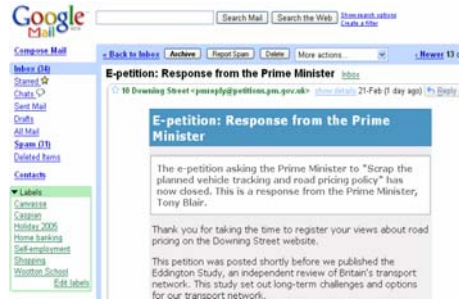 Google
Mail
Search Mail
Search the Web
Show search options
Create a filter
Compose Mail
Inbox (34)
Starred
Chats
Sent Mail
Drafts
All Mail
Spam (31)
Deleted Items
Contacts
Labels
Canvasse
Caspian
Holiday 2005
Home banking
Self-employment
Shopping
Wootton School
Edit labels
« Back to Inbox
Archive
Report Spam
Delete
More actions...
‹ Newer 13 o
E-petition: Response from the Prime Minister Inbox
10 Downing Street <pmreply@petitions.pm.gov.uk> show details 21-Feb (1 day ago) Reply
E-petition: Response from the Prime
Minister
The e-petition asking the Prime Minister to "Scrap the
planned vehicle tracking and road pricing policy" has
now closed. This is a response from the Prime Minister,
Tony Blair.
Thank you for taking the time to register your views about road
pricing on the Downing Street website.
This petition was posted shortly before we published the
Eddington Study, an independent review of Britain's transport
network. This study set out long-term challenges and options
for our transport network.